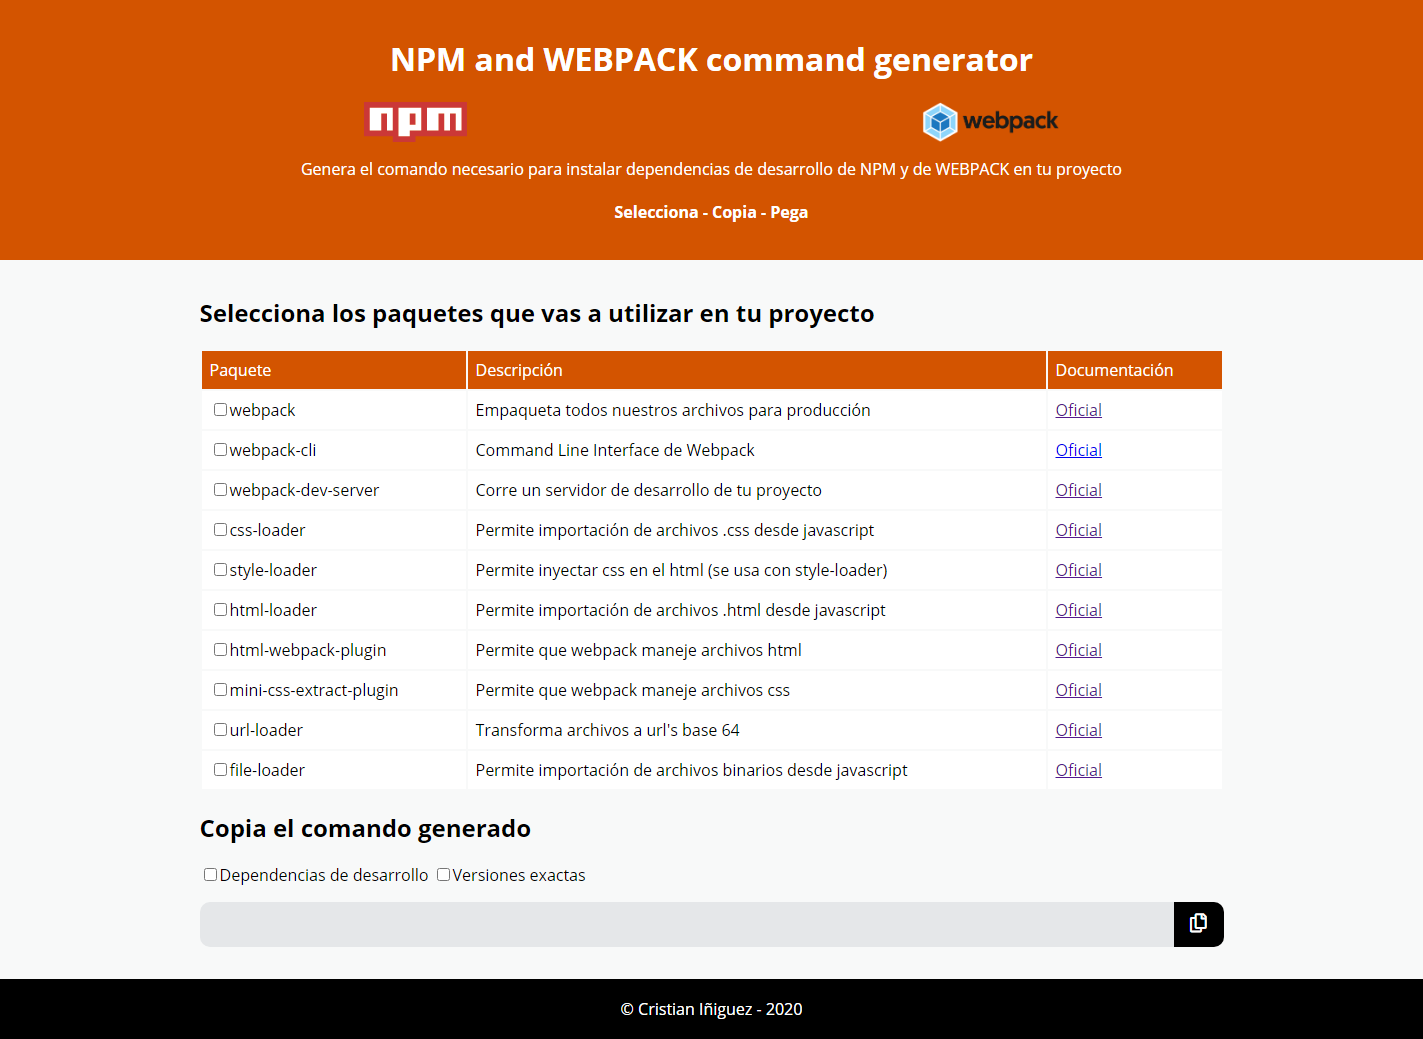 NPM and WEBPACK command generator
npm webpack
Genera el comando necesario para instalar dependencias de desarrollo de NPM y de WEBPACK en tu proyecto
Selecciona - Copia - Pega
Selecciona los paquetes que vas a utilizar en tu proyecto
Paquete Descripción Documentación
webpack Empaqueta todos nuestros archivos para producción Oficial
webpack-cli Command Line Interface de Webpack Oficial
webpack-dev-server Corre un servidor de desarrollo de tu proyecto Oficial
css-loader Permite importación de archivos .css desde javascript Oficial
style-loader Permite inyectar css en el html (se usa con style-loader) Oficial
html-loader Permite importación de archivos .html desde javascript Oficial
html-webpack-plugin Permite que webpack maneje archivos html Oficial
mini-css-extract-plugin Permite que webpack maneje archivos css Oficial
url-loader Transforma archivos a url's base 64 Oficial
file-loader Permite importación de archivos binarios desde javascript Oficial
Copia el comando generado
Dependencias de desarrollo Versiones exactas
© Cristian Iñiguez - 2020